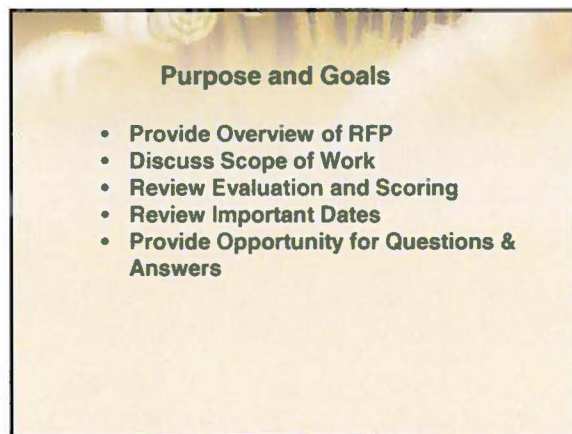 Purpose and Goals
• Provide Overview of RFP
• Discuss Scope of Work
• Review Evaluation and Scoring
• Review Important Dates
• Provide Opportunity for Questions &
Answers